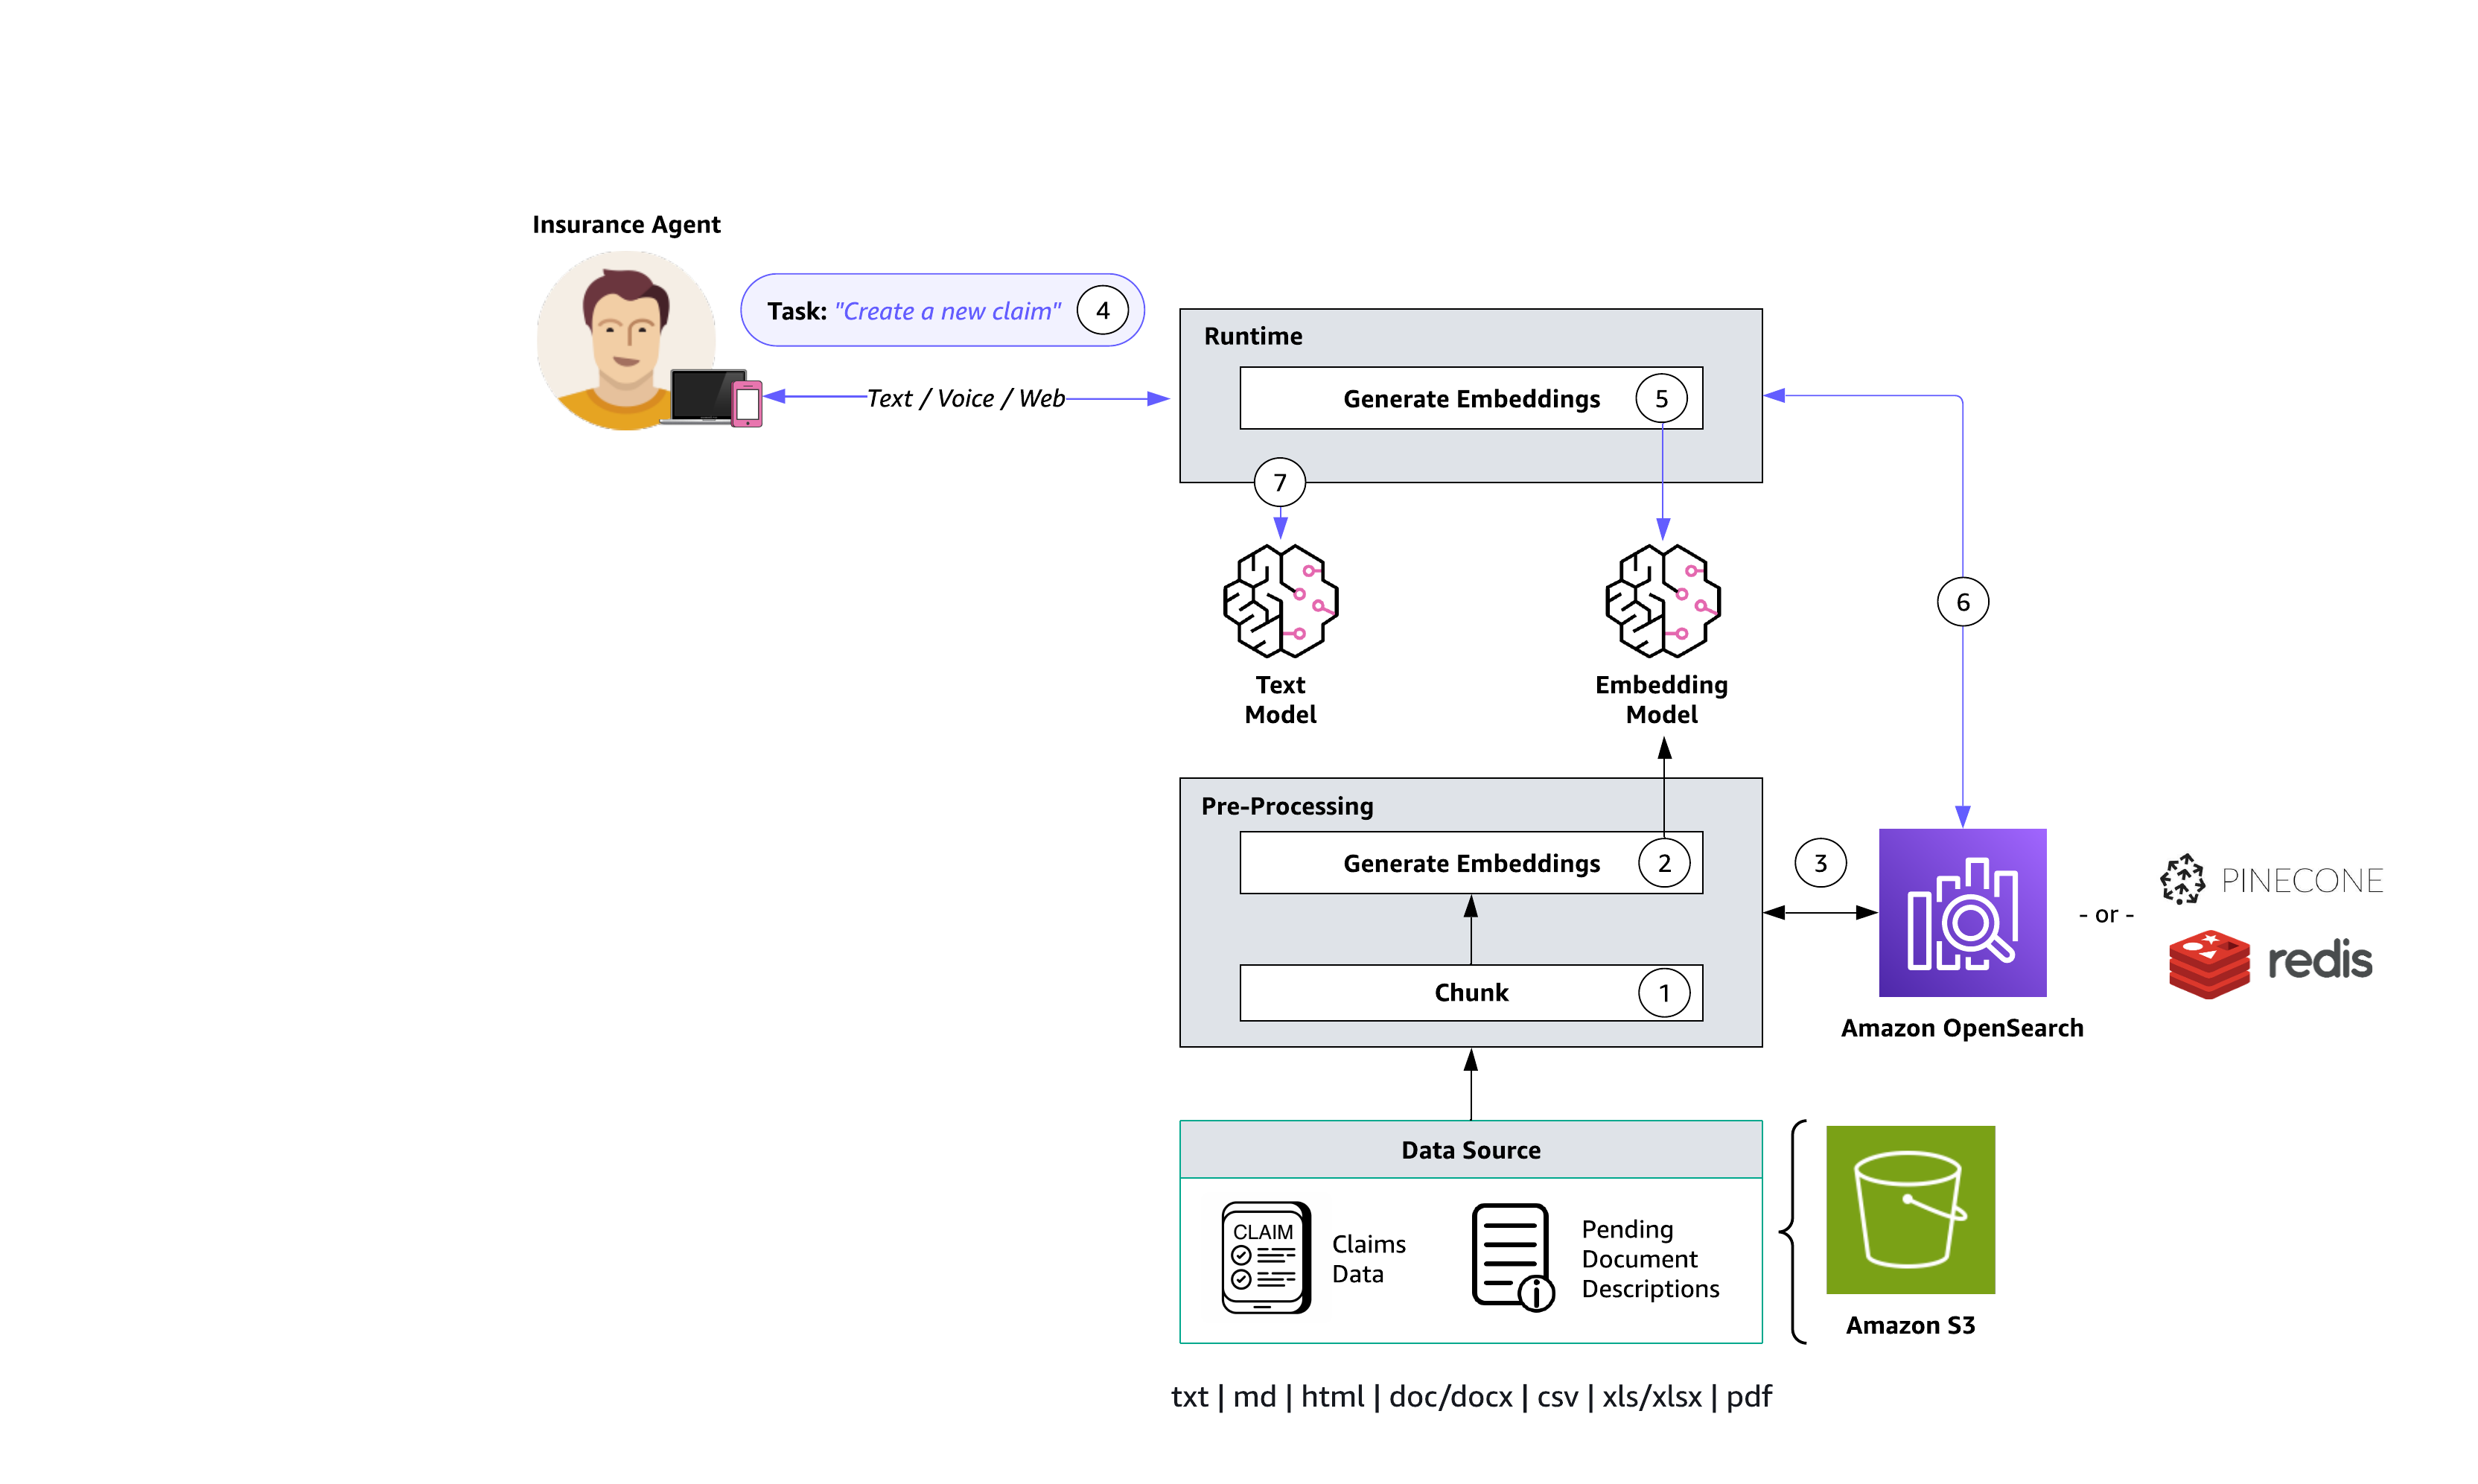 Insurance Agent
Task: "Create a new claim" 4
Text / Voice / Web
Runtime
Generate Embeddings 5
7
6
Text
Model
Embedding
Model
Pre-Processing
Generate Embeddings 2
Chunk 1
3
Amazon OpenSearch
- or -
PINECONE
redis
Data Source
CLAIM
Claims
Data
Pending
Document
Descriptions
Amazon S3
txt | md | html | doc/docx | csv | xls/xlsx | pdf